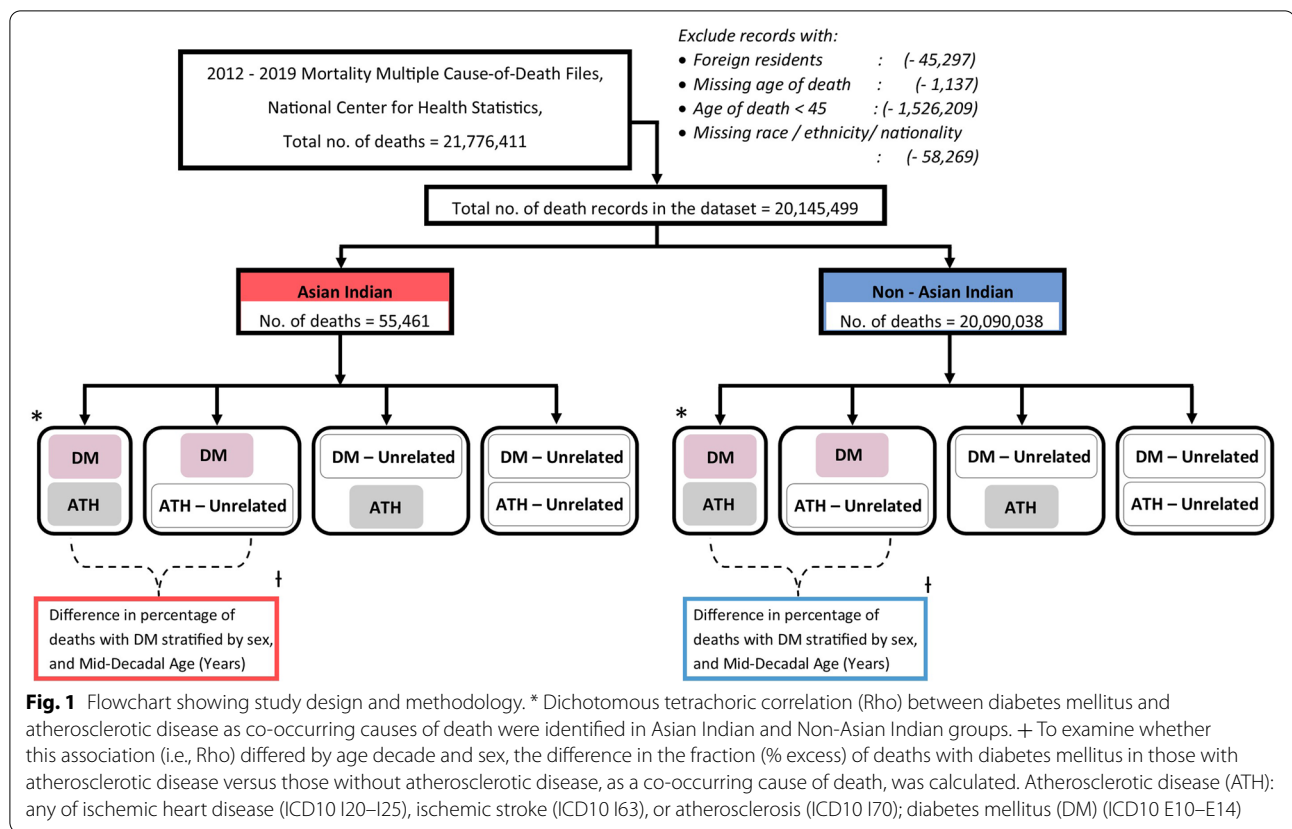 2012 - 2019 Mortality Multiple Cause-of-Death Files,
National Center for Health Statistics,
Total no. of deaths = 21,776,411
Exclude records with:
• Foreign residents : (- 45,297)
• Missing age of death : (- 1,137)
• Age of death < 45 : (- 1,526,209)
• Missing race / ethnicity/ nationality
: (- 58,269)
Total no. of death records in the dataset = 20,145,499
Asian Indian
No. of deaths = 55,461
Non - Asian Indian
No. of deaths = 20,090,038
*
DM
ATH
DM
ATH – Unrelated
DM – Unrelated
ATH
DM – Unrelated
ATH – Unrelated
*
DM
ATH
DM
ATH – Unrelated
DM – Unrelated
ATH
DM – Unrelated
ATH – Unrelated
ƚ
Difference in percentage of
deaths with DM stratified by sex,
and Mid-Decadal Age (Years)
ƚ
Difference in percentage of
deaths with DM stratified by sex,
and Mid-Decadal Age (Years)
Fig. 1 Flowchart showing study design and methodology. * Dichotomous tetrachoric correlation (Rho) between diabetes mellitus and
atherosclerotic disease as co-occurring causes of death were identified in Asian Indian and Non-Asian Indian groups. + To examine whether
this association (i.e., Rho) differed by age decade and sex, the difference in the fraction (% excess) of deaths with diabetes mellitus in those with
atherosclerotic disease versus those without atherosclerotic disease, as a co-occurring cause of death, was calculated. Atherosclerotic disease (ATH):
any of ischemic heart disease (ICD10 I20–I25), ischemic stroke (ICD10 I63), or atherosclerosis (ICD10 I70); diabetes mellitus (DM) (ICD10 E10–E14)